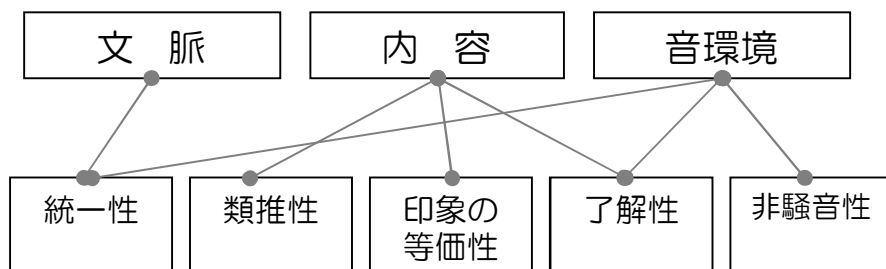 文 脈
内 容
音環境
統一性
類推性
印象の
等価性
了解性
非騒音性